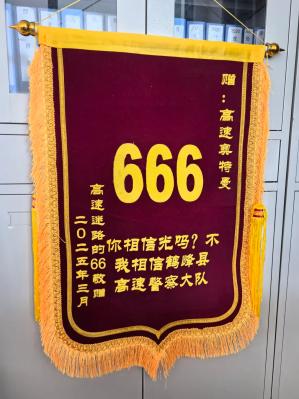 赠：高速奥特曼
666
你相信光吗？不
我相信鹤峰县
高速警察大队
高速迷路的66敬赠
二〇二五年三月